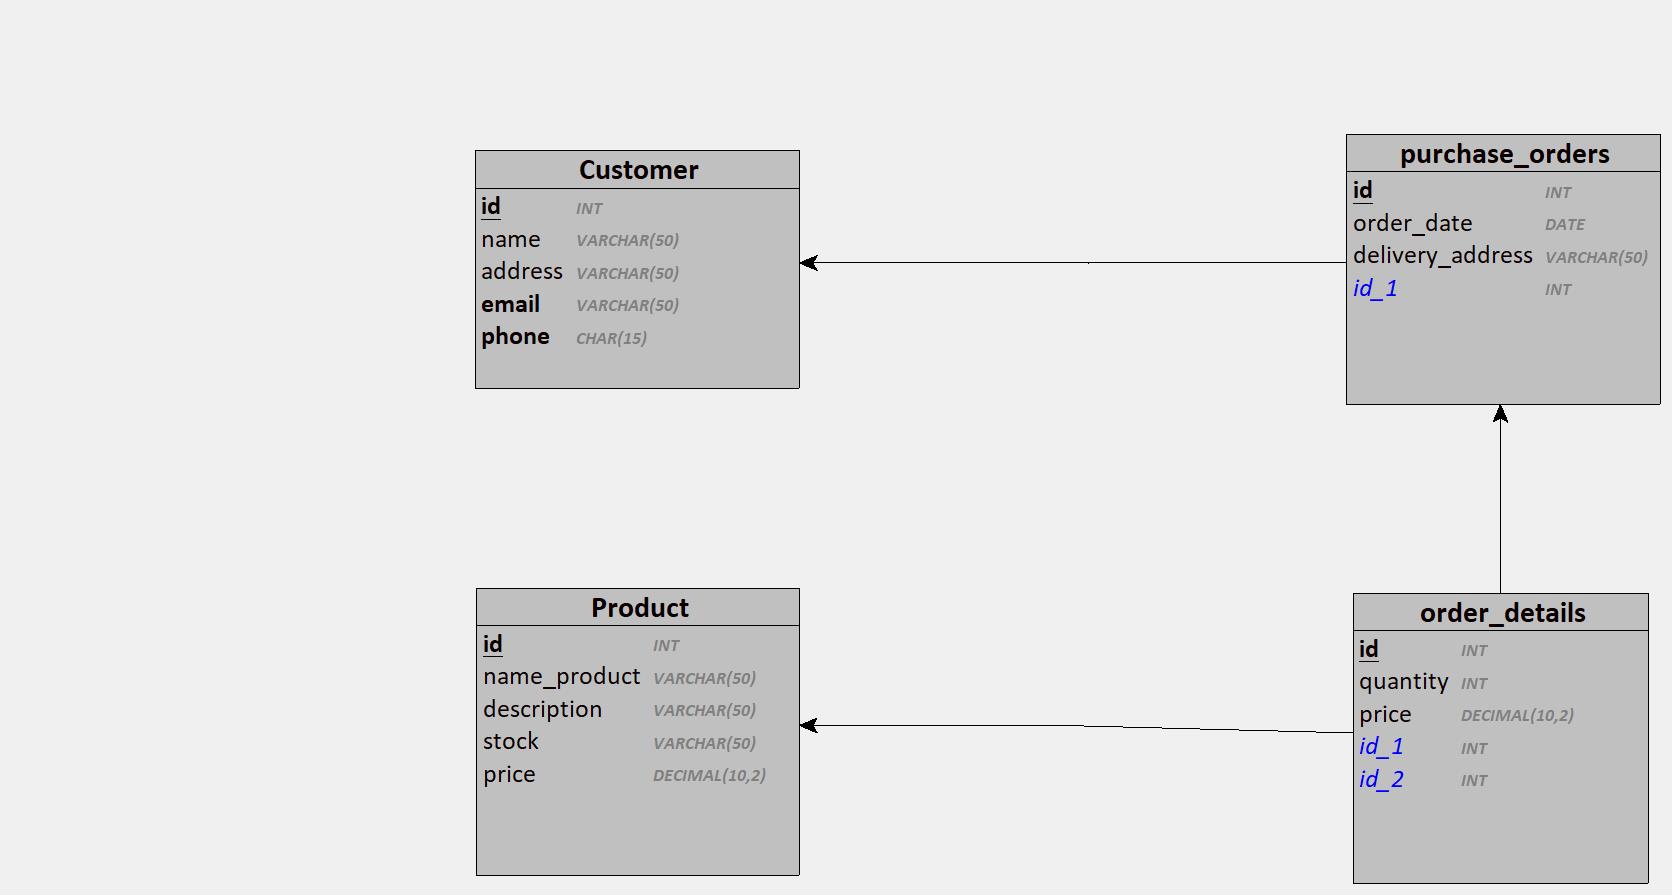 Customer
id INT
name VARCHAR(50)
address VARCHAR(50)
email VARCHAR(50)
phone CHAR(15)
purchase_orders
id INT
order_date DATE
delivery_address VARCHAR(50)
id_1 INT
Product
id INT
name_product VARCHAR(50)
description VARCHAR(50)
stock VARCHAR(50)
price DECIMAL(10,2)
order_details
id INT
quantity INT
price DECIMAL(10,2)
id_1 INT
id_2 INT